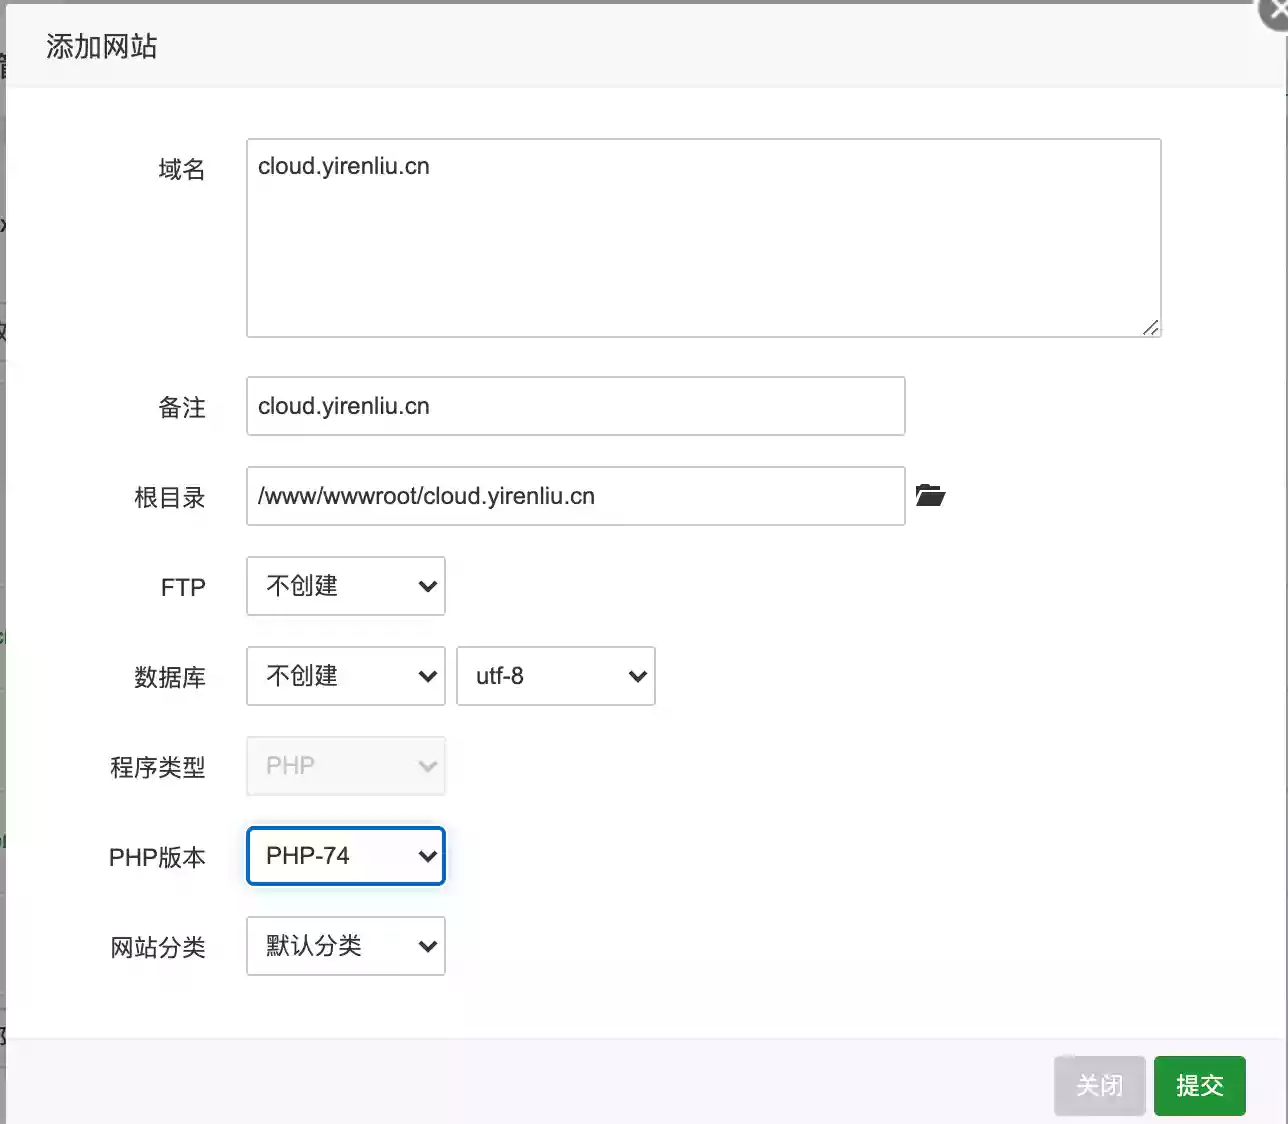 添加网站
域名
cloud.yirenliu.cn
备注
cloud.yirenliu.cn
根目录
/www/wwwroot/cloud.yirenliu.cn
FTP
不创建
数据库
不创建
utf-8
程序类型
PHP
PHP版本
PHP-74
网站分类
默认分类
关闭
提交